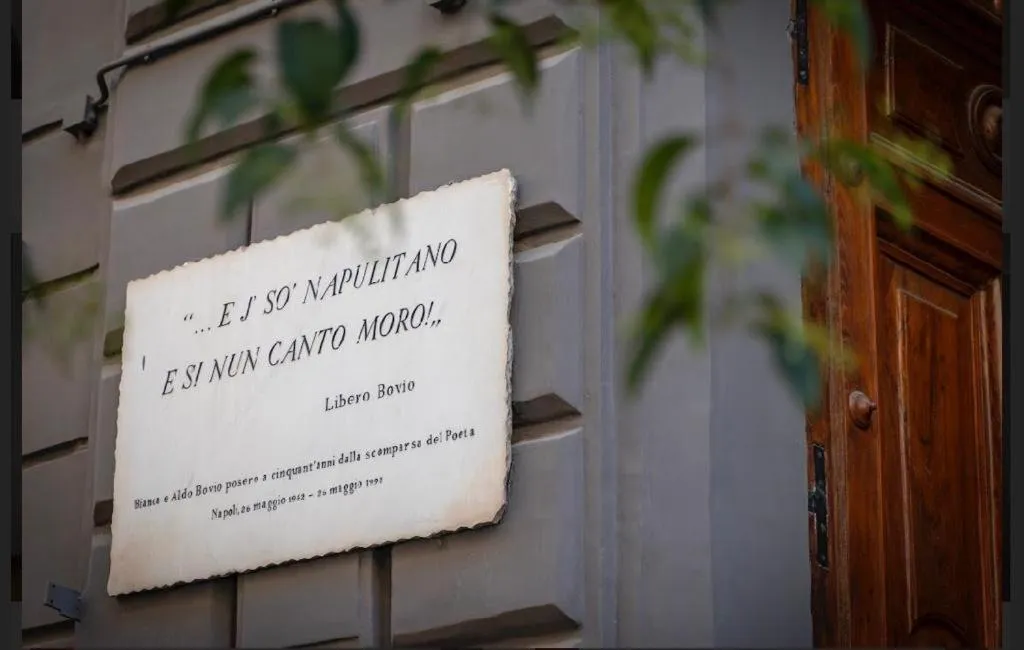 “... E J' SO' NAPULITANO
E SI NUN CANTO MORO!„
Libero Bovio
Bianca e Aldo Bovio posero a cinquant'anni dalla scomparsa del Poeta
Napoli, 26 maggio 1942 - 26 maggio 1992